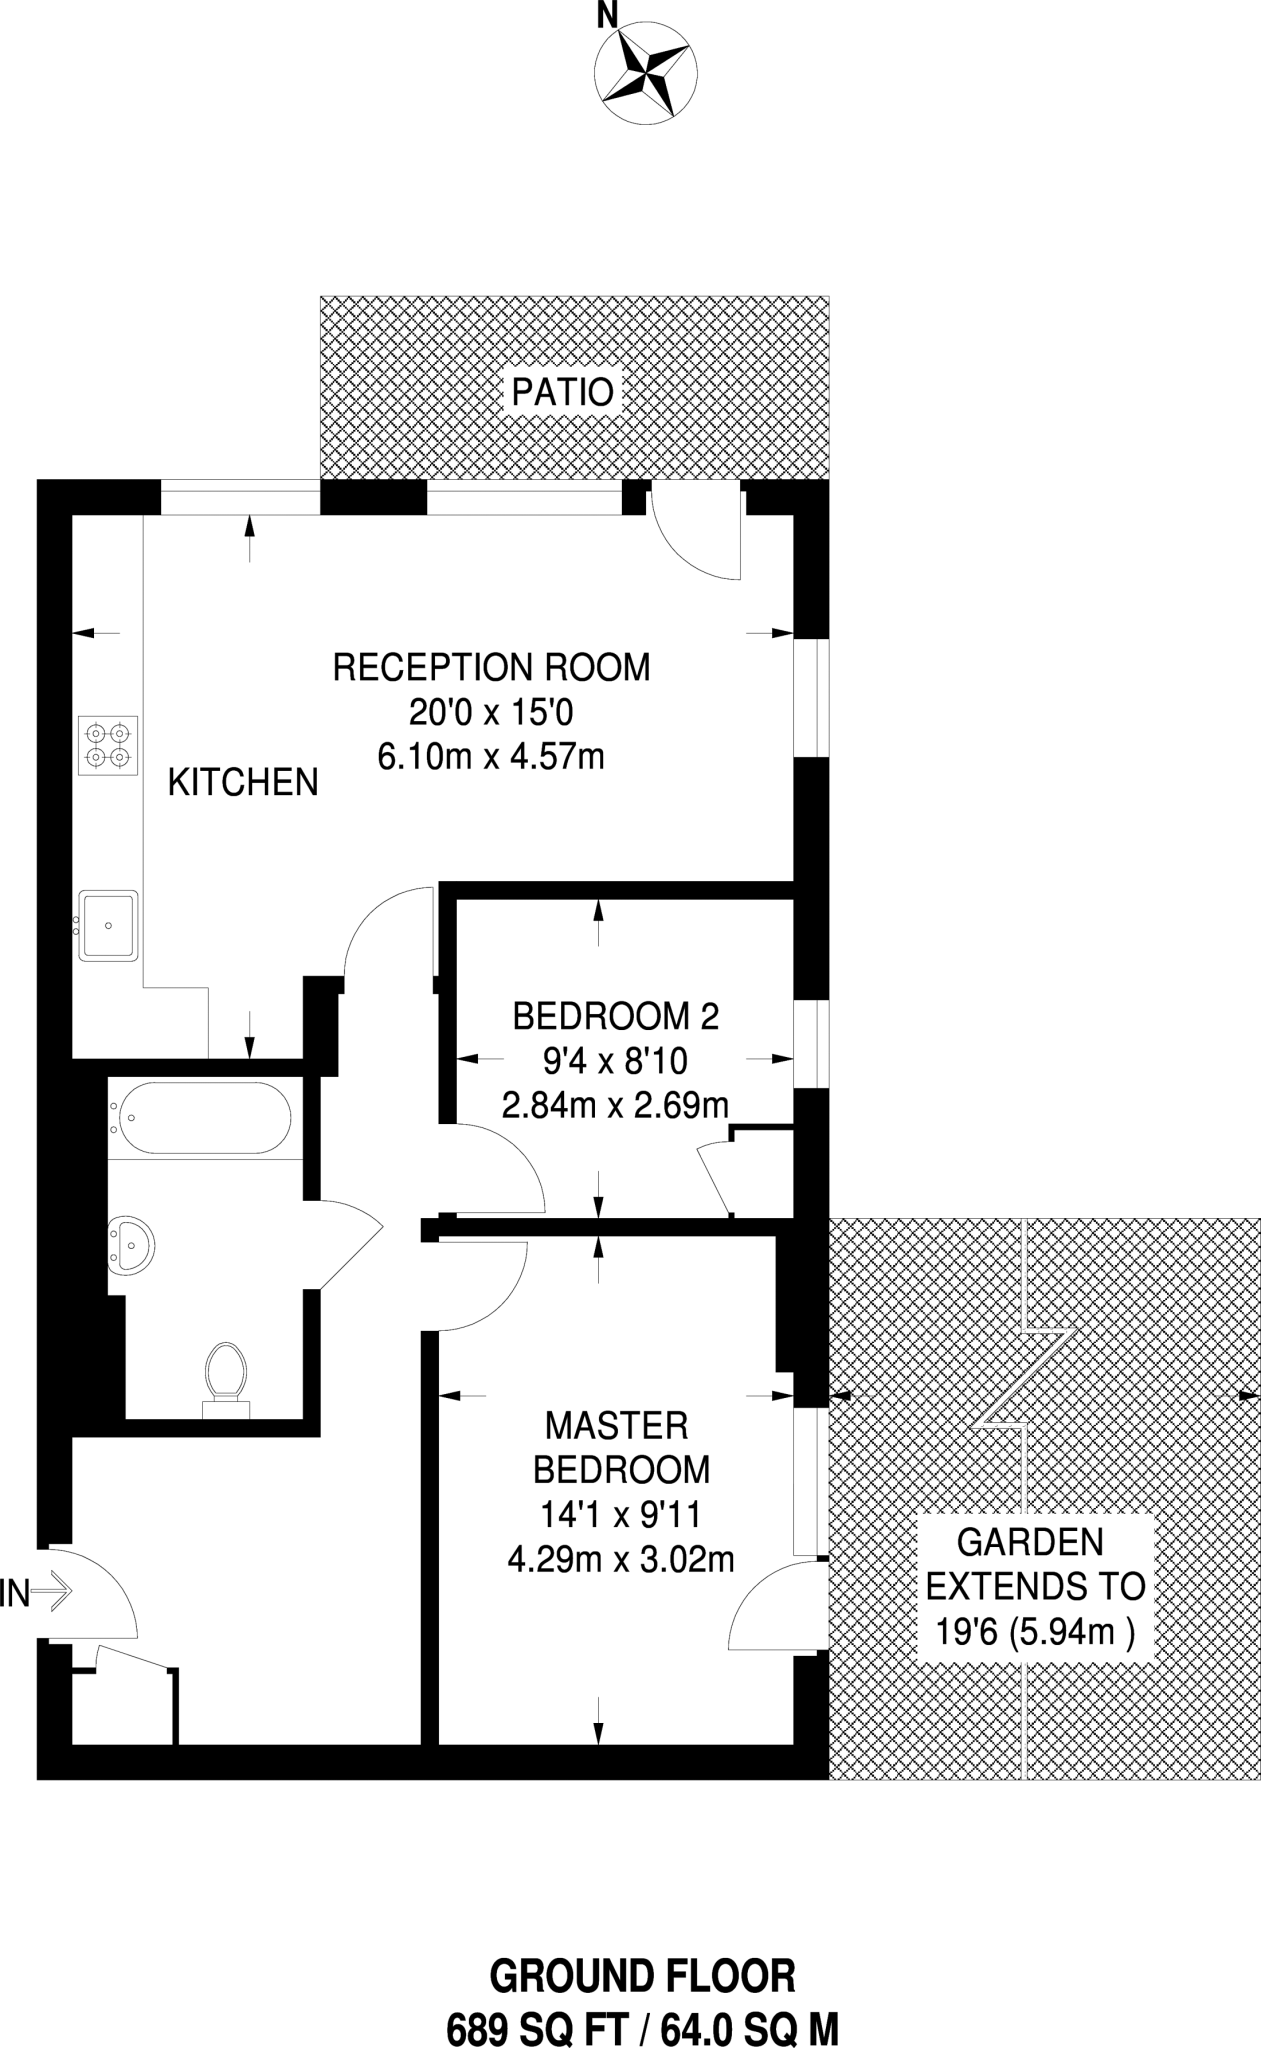 N
PATIO
RECEPTION ROOM
20'0 x 15'0
6.10m x 4.57m
KITCHEN
BEDROOM 2
9'4 x 8'10
2.84m x 2.69m
MASTER
BEDROOM
14'1 x 9'11
4.29m x 3.02m
GARDEN
EXTENDS TO
19'6 (5.94m )
IN
GROUND FLOOR
689 SQ FT / 64.0 SQ M